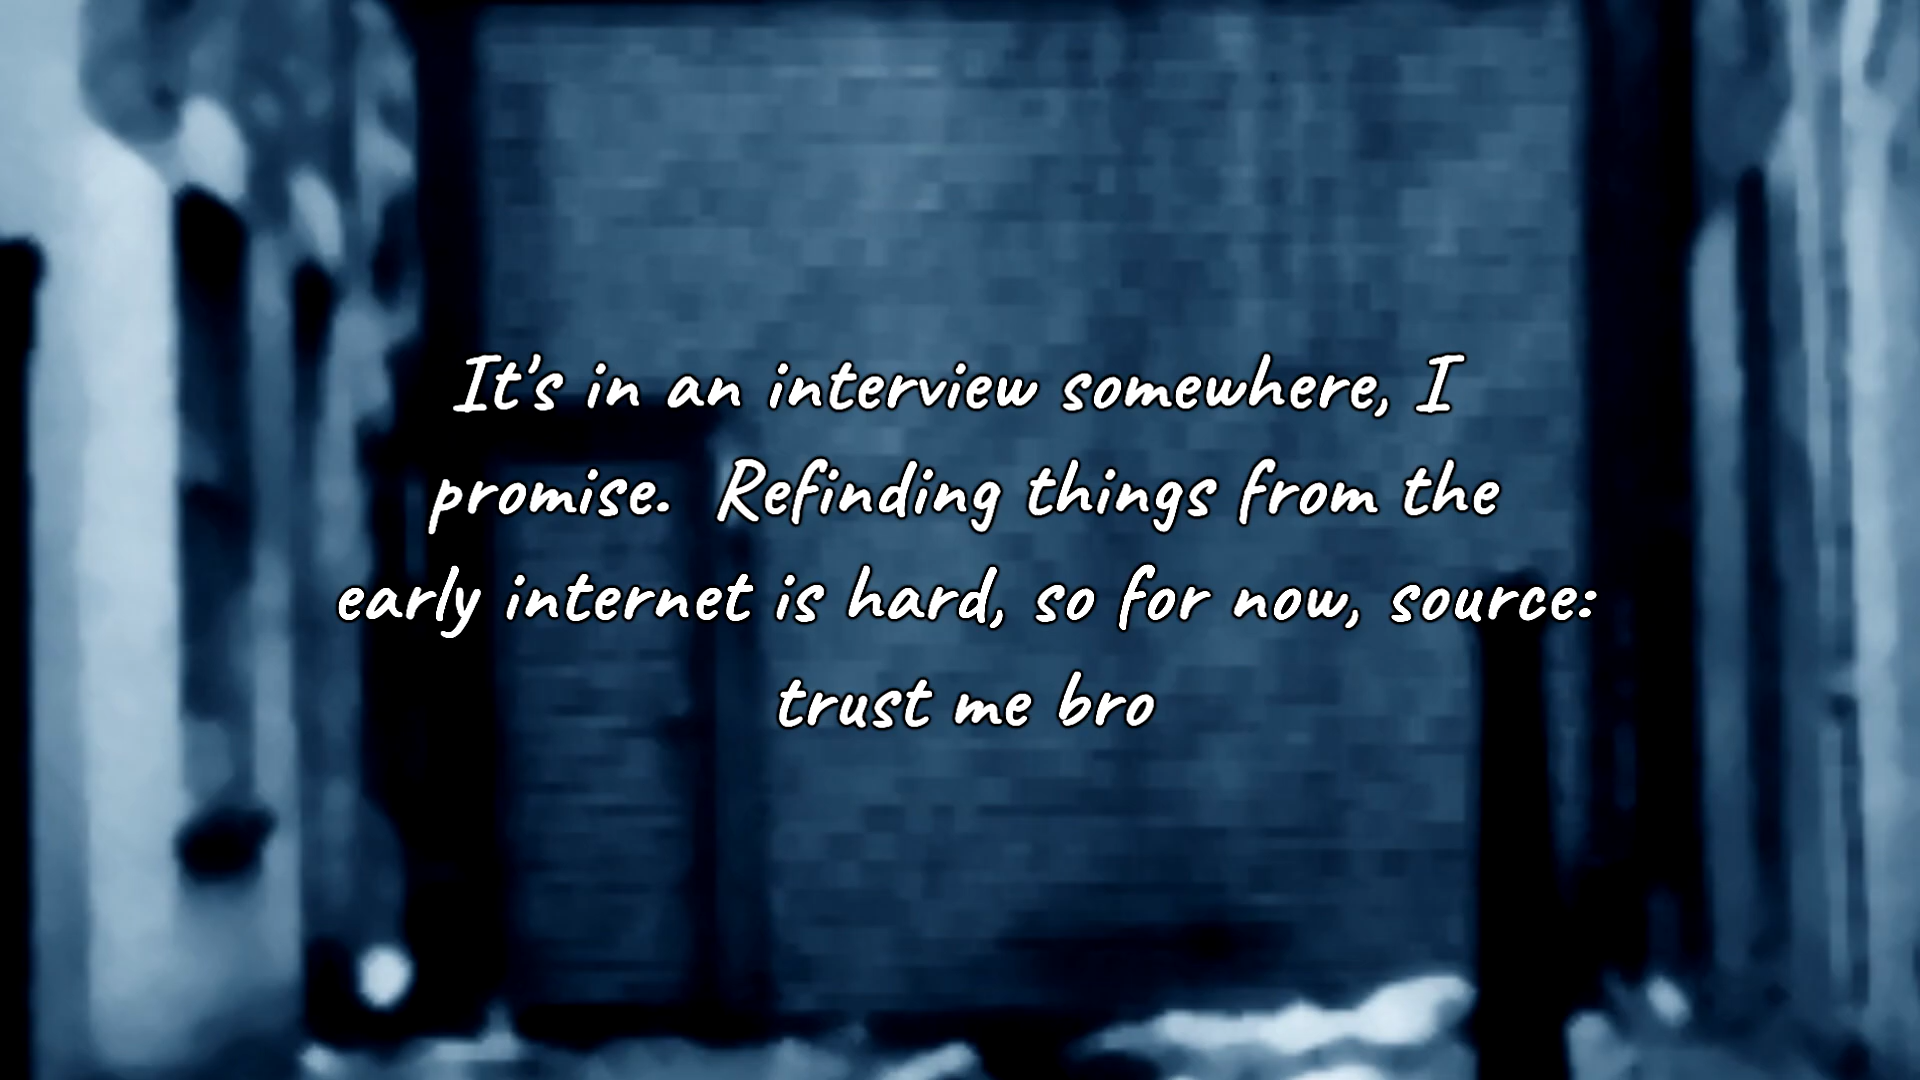 It's in an interview somewhere, I
promise.  Refinding things from the
early internet is hard, so for now, source:
trust me bro